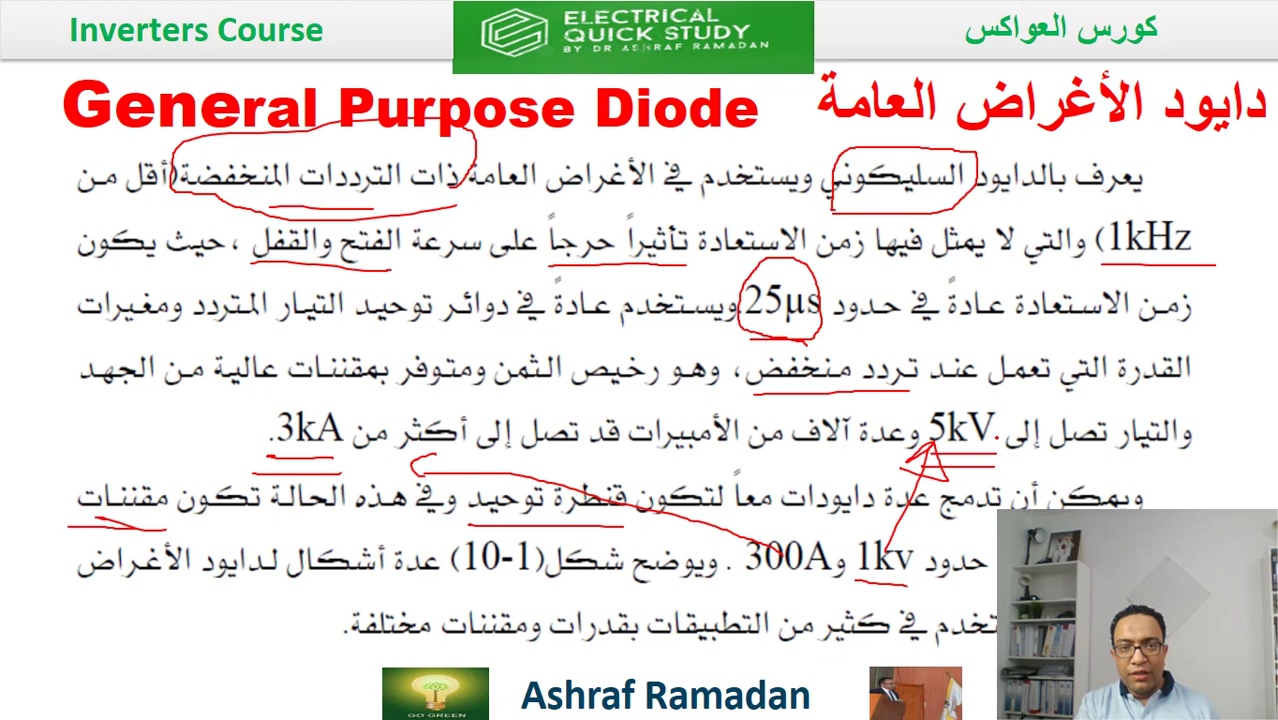 Inverters Course
ELECTRICAL
QUICK STUDY
BY DR ASHRAF RAMADAN
كورس العواكس
General Purpose Diode
دايود الأغراض العامة
يعرف بالدايود السليكوني ويستخدم في الأغراض العامة ذات الترددات المنخفضة (أقل من
1kHz) والتي لا يمثل فيها زمن الاستعادة تأثيراً حرجاً على سرعة الفتح والقفل ، حيث يكون
زمن الاستعادة عادةً في حدود 25µs ويستخدم عادةً في دوائر توحيد التيار المتردد ومغيرات
القدرة التي تعمل عند تردد منخفض ، وهو رخيص الثمن ومتوفر بمقننات عالية من الجهد
والتيار تصل إلى 5kV وعدة آلاف من الأمبيرات قد تصل إلى أكثر من 3kA.
ويمكن أن تدمج عدة دايودات معاً لتكون قنطرة توحيد وفي هذه الحالة تكون مقننات
حدود 1kv و 300A . ويوضح شكل (10-1) عدة أشكال لدايود الأغراض
تخدم في كثير من التطبيقات بقدرات ومقننات مختلفة.
GO GREEN
Ashraf Ramadan